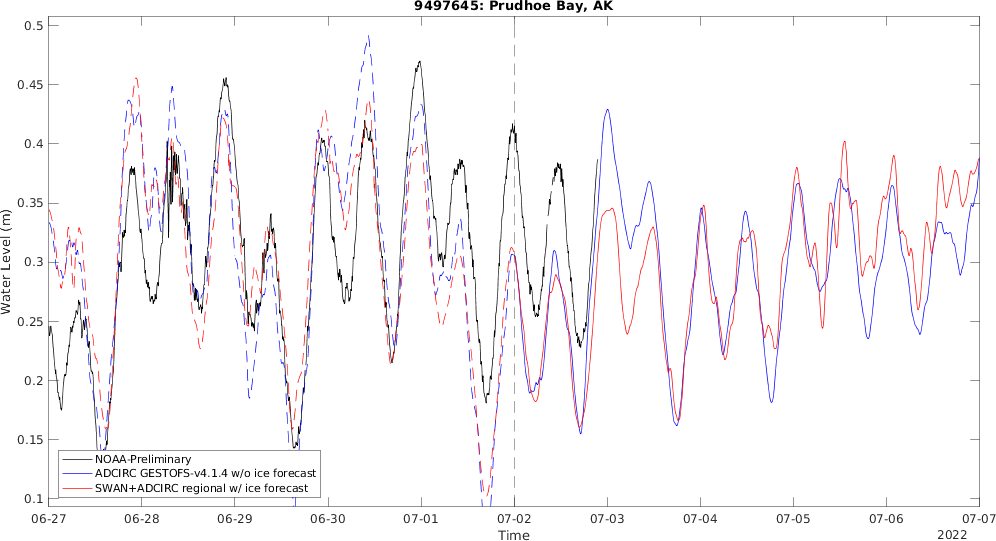 9497645: Prudhoe Bay, AK
Water Level (m)
0.5
0.45
0.4
0.35
0.3
0.25
0.2
0.15
0.1
NOAA-Preliminary
ADCIRC GESTOFS-v4.1.4 w/o ice forecast
SWAN+ADCIRC regional w/ ice forecast
06-27 06-28 06-29 06-30 07-01 07-02 07-03 07-04 07-05 07-06 07-07
Time
2022